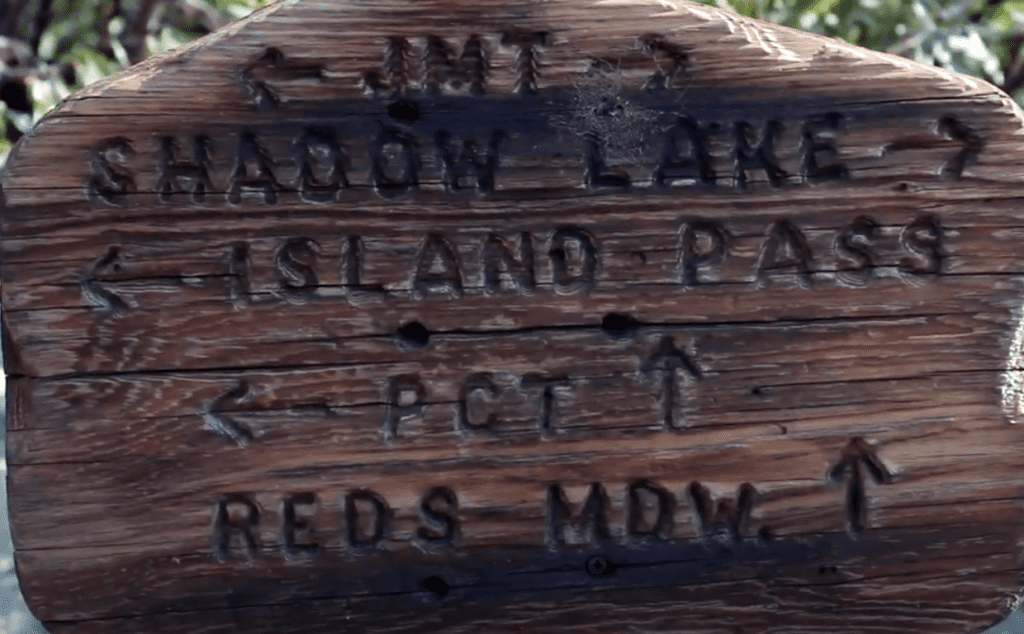 ← JMT →
SHADOW LAKE →
← ISLAND PASS
← PCT ↑
REDS MDW. ↑